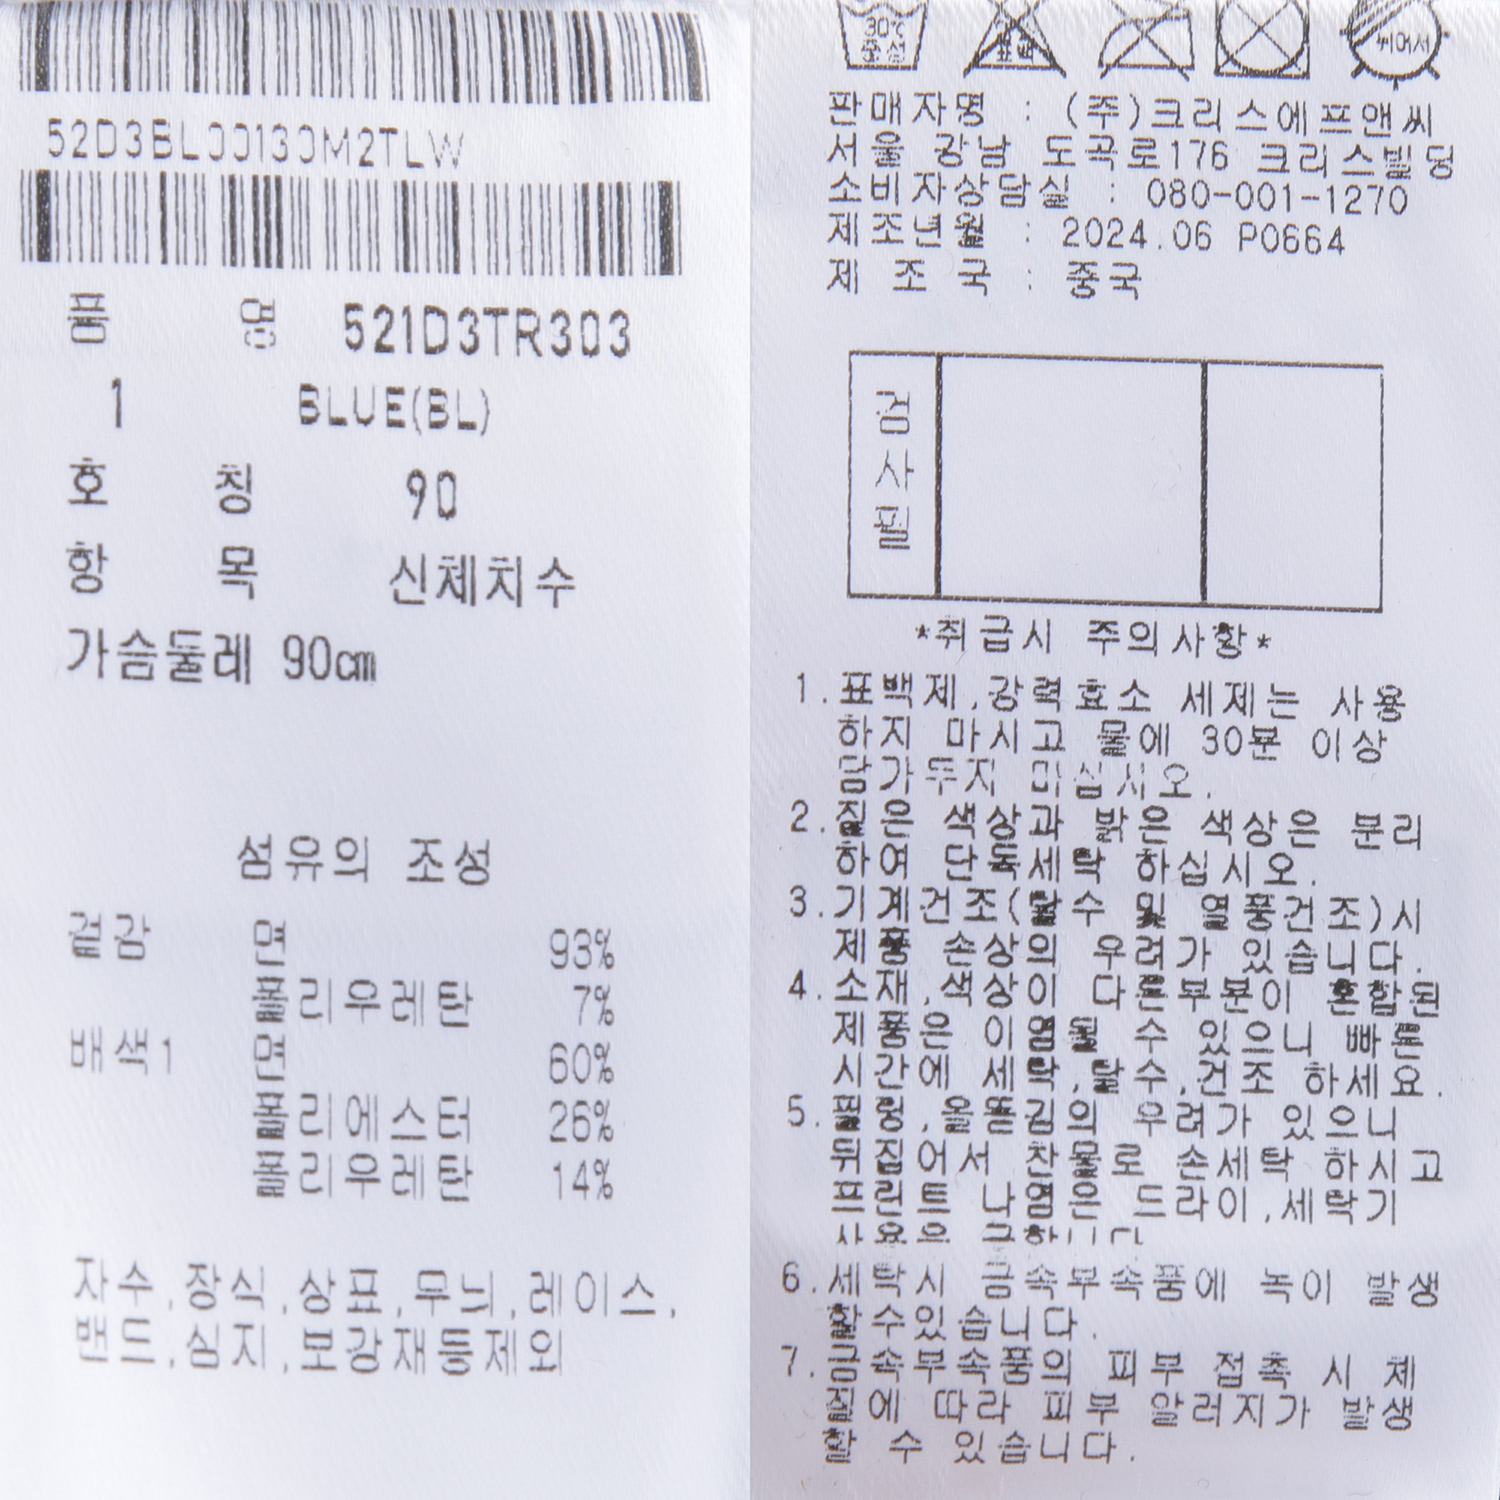 52D3BL00130M2TLW
품 명 521D3TR303
1 BLUE(BL)
호 칭 90
항 목 신체치수
가슴둘레 90cm
섬유의 조성
겉감 면 93%
폴리우레탄 7%
배색1 면 60%
폴리에스터 26%
폴리우레탄 14%
자수,장식,상표,무늬,레이스,
밴드,심지,보강재등제외
30℃
중성
표백
뉘어서
판매자명 : (주)크리스에프앤씨
서울 강남 도곡로176 크리스빌딩
소비자상담실 : 080-001-1270
제조년월 : 2024.06 P0664
제 조 국 : 중국
검
사
필
*취급시 주의사항*
1.표백제,강력효소 세제는 사용
하지 마시고 물에 30분 이상
담가두지 마십시오.
2.짙은 색상과 밝은 색상은 분리
하여 단독세탁 하십시오.
3.기계건조(탈수 및 열풍건조)시
제품 손상의 우려가 있습니다.
4.소재,색상이 다른부분이 혼합된
제품은 이염될 수 있으니 빠른
시간에 세탁,탈수,건조 하세요.
5.필링,올뜯김의 우려가 있으니
뒤집어서 찬물로 손세탁 하시고
프린트 나염은 드라이,세탁기
사용을 금합니다
6.세탁시 금속부속품에 녹이 발생
할 수있습니다.
7.금속부속품의 피부 접촉 시 체
질에 따라 피부 알러지가 발생
할 수 있습니다.